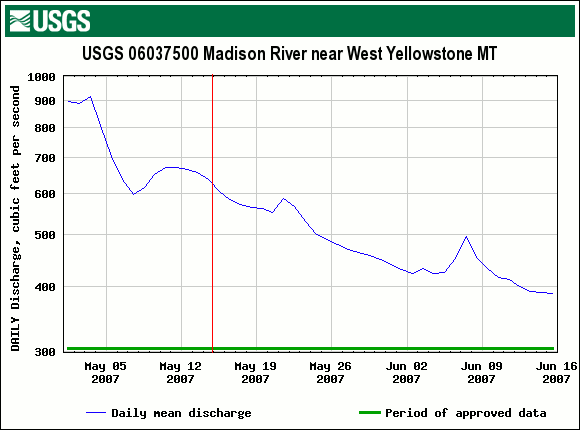 USGS
USGS 06037500 Madison River near West Yellowstone MT
DAILY Discharge, cubic feet per second
1000
900
800
700
600
500
400
300
May 05 2007
May 12 2007
May 19 2007
May 26 2007
Jun 02 2007
Jun 09 2007
Jun 16 2007
Daily mean discharge
Period of approved data